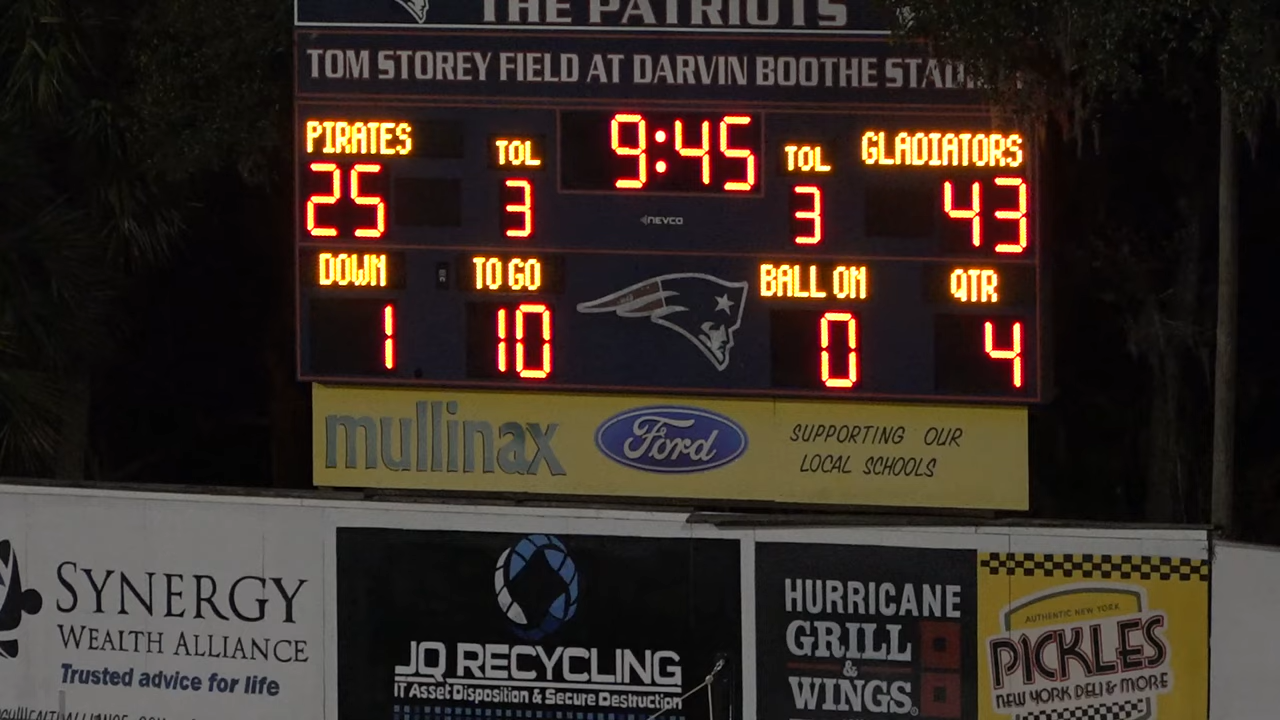 THE PATRIOTS
TOM STOREY FIELD AT DARVIN BOOTHE
PIRATES TOL 9:45 TOL GLADIATORS
25 3 3 43
NEVCO
DOWN TO GO BALL ON QTR
1 10 0 4
mullinax Ford SUPPORTING OUR
LOCAL SCHOOLS
SYNERGY
WEALTH ALLIANCE
Trusted advice for life
JQ RECYCLING
IT Asset Disposition & Secure Destruction
HURRICANE
GRILL
&
WINGS
AUTHENTIC NEW YORK
PICKLES
NEW YORK DELI & MORE